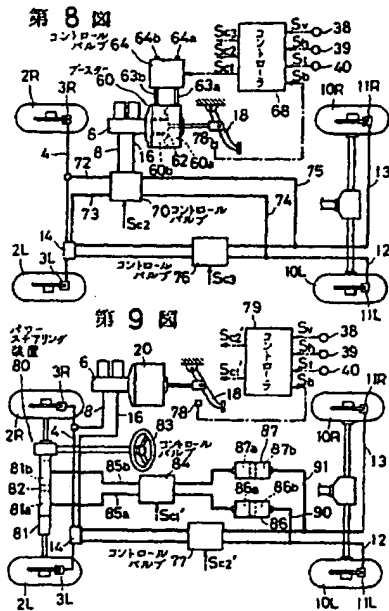 第8図
コントロール
バルブ
64b
64a
64
ブースター
63b
63a
60
Sc3
Sc2
Sc1
コントローラ
Sv
38
Sh
39
Sf
40
Sb
68
2R
3R
6
4
8
16
62
60a
60b
78
18
10R
11R
72
73
75
74
70 コントロール
バルブ
Sc2
13
14
コントロール
バルブ
76
Sc3
2L
3L
12
10L
11L
第9図
79
パワー
ステアリング
装置
80
2R
3R
6
20
8
4
16
18
78
Sc2'
Sc1'
コントローラ
Sv
38
Sh
39
Sf
40
Sb
10R
11R
83
コントロール
バルブ
84
81b
82
81a
81
85b
85a
Sc1'
87a
87
87b
86a
86b
86
91
90
13
14
コントロール
バルブ
77
Sc2'
2L
3L
12
10L
11L